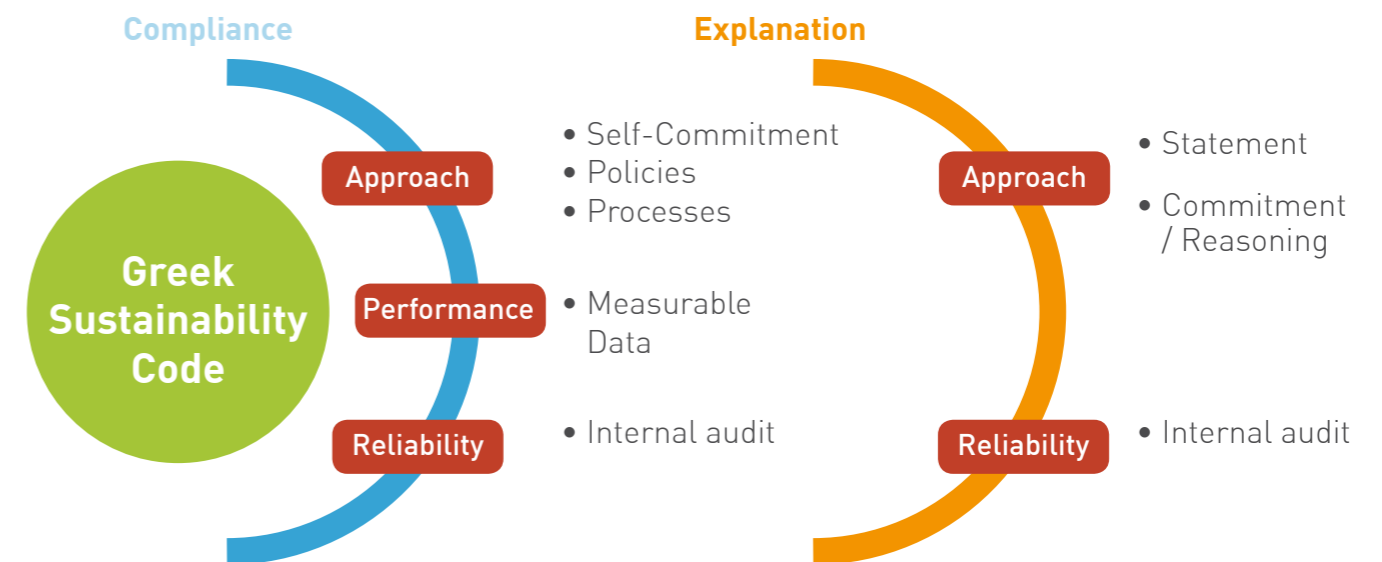 Compliance
Explanation
Greek
Sustainability
Code
Approach
• Self-Commitment
• Policies
• Processes
Performance
• Measurable
Data
Reliability
• Internal audit
Approach
• Statement
• Commitment
/ Reasoning
Reliability
• Internal audit